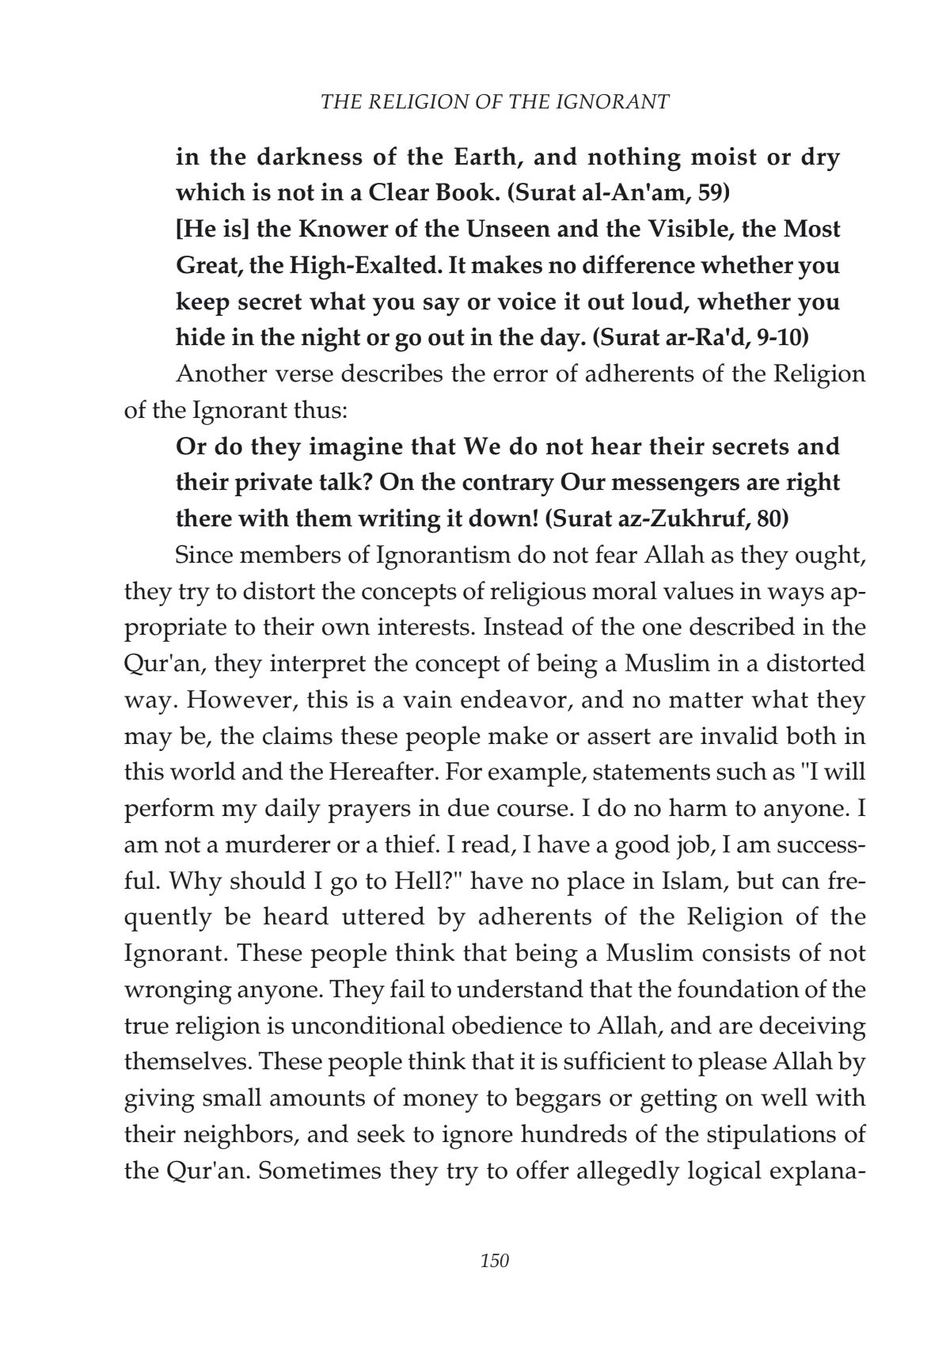 THE RELIGION OF THE IGNORANT
in the darkness of the Earth, and nothing moist or dry
which is not in a Clear Book. (Surat al-An'am, 59)
[He is] the Knower of the Unseen and the Visible, the Most
Great, the High-Exalted. It makes no difference whether you
keep secret what you say or voice it out loud, whether you
hide in the night or go out in the day. (Surat ar-Ra'd, 9-10)
Another verse describes the error of adherents of the Religion
of the Ignorant thus:
Or do they imagine that We do not hear their secrets and
their private talk? On the contrary Our messengers are right
there with them writing it down! (Surat az-Zukhruf, 80)
Since members of Ignorantism do not fear Allah as they ought,
they try to distort the concepts of religious moral values in ways ap-
propriate to their own interests. Instead of the one described in the
Qur'an, they interpret the concept of being a Muslim in a distorted
way. However, this is a vain endeavor, and no matter what they
may be, the claims these people make or assert are invalid both in
this world and the Hereafter. For example, statements such as "I will
perform my daily prayers in due course. I do no harm to anyone. I
am not a murderer or a thief. I read, I have a good job, I am success-
ful. Why should I go to Hell?" have no place in Islam, but can fre-
quently be heard uttered by adherents of the Religion of the
Ignorant. These people think that being a Muslim consists of not
wronging anyone. They fail to understand that the foundation of the
true religion is unconditional obedience to Allah, and are deceiving
themselves. These people think that it is sufficient to please Allah by
giving small amounts of money to beggars or getting on well with
their neighbors, and seek to ignore hundreds of the stipulations of
the Qur'an. Sometimes they try to offer allegedly logical explana-
150